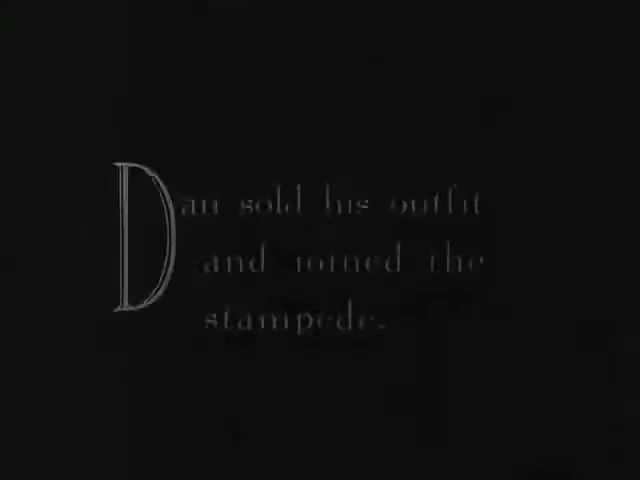 Dan sold his outfit
and joined the
stampede.